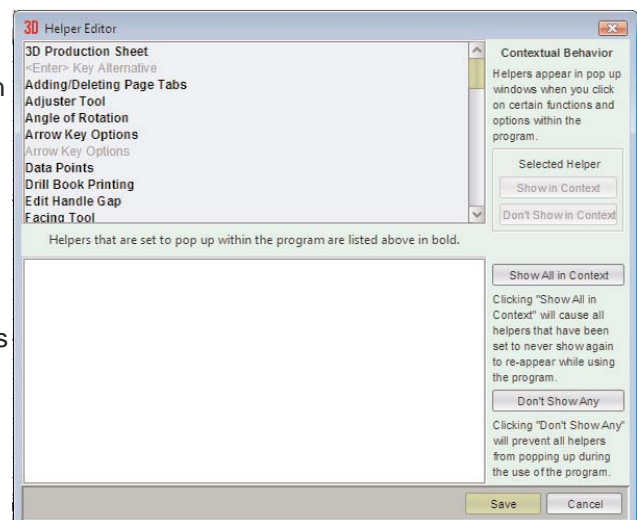 3D Helper Editor
3D Production Sheet
<Enter> Key Alternative
Adding/Deleting Page Tabs
Adjuster Tool
Angle of Rotation
Arrow Key Options
Arrow Key Options
Data Points
Drill Book Printing
Edit Handle Gap
Facing Tool
Helpers that are set to pop up within the program are listed above in bold.
Contextual Behavior
Helpers appear in pop up
windows when you click
on certain functions and
options within the
program.
Selected Helper
Show in Context
Don't Show in Context
Show All in Context
Clicking "Show All in
Context" will cause all
helpers that have been
set to never show again
to re-appear while using
the program.
Don't Show Any
Clicking "Don't Show Any"
will prevent all helpers
from popping up during
the use of the program.
Save
Cancel